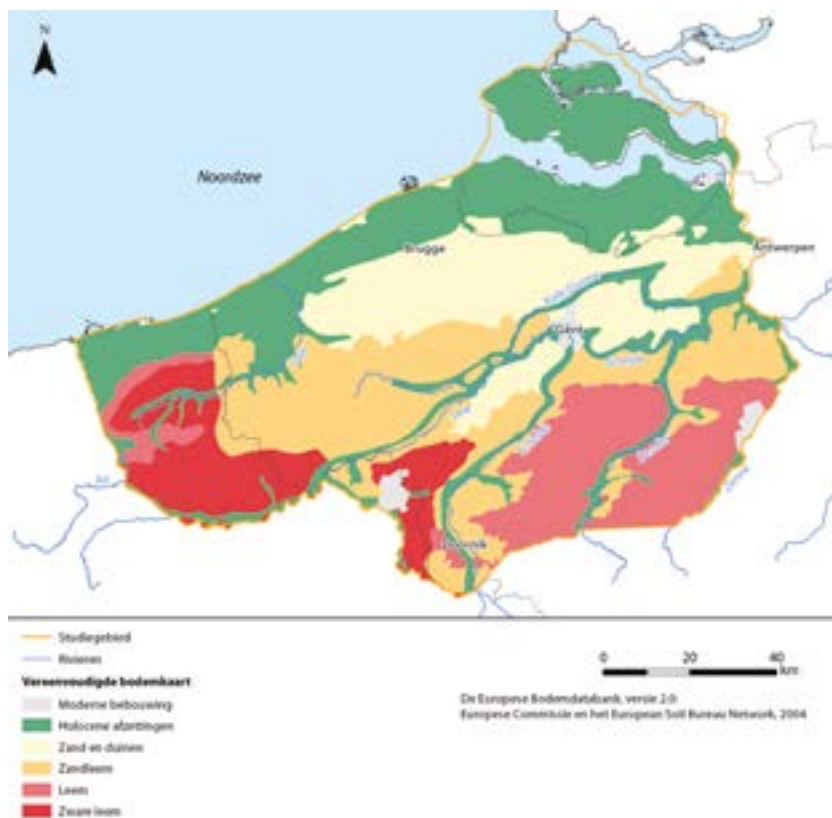 N
Noordzee
Brugge
Antwerpen
Gent
Doornik
Studiegebied
Rivieren
Vereenvoudigde bodemkaart
Moderne bebouwing
Holocene afzettingen
Zand en duinen
Zandleem
Leem
Zware leem
0 20 40
km
De Europese Bodemdatabank, versie 2.0:
Europese Commissie en het European Soil Bureau Network, 2004